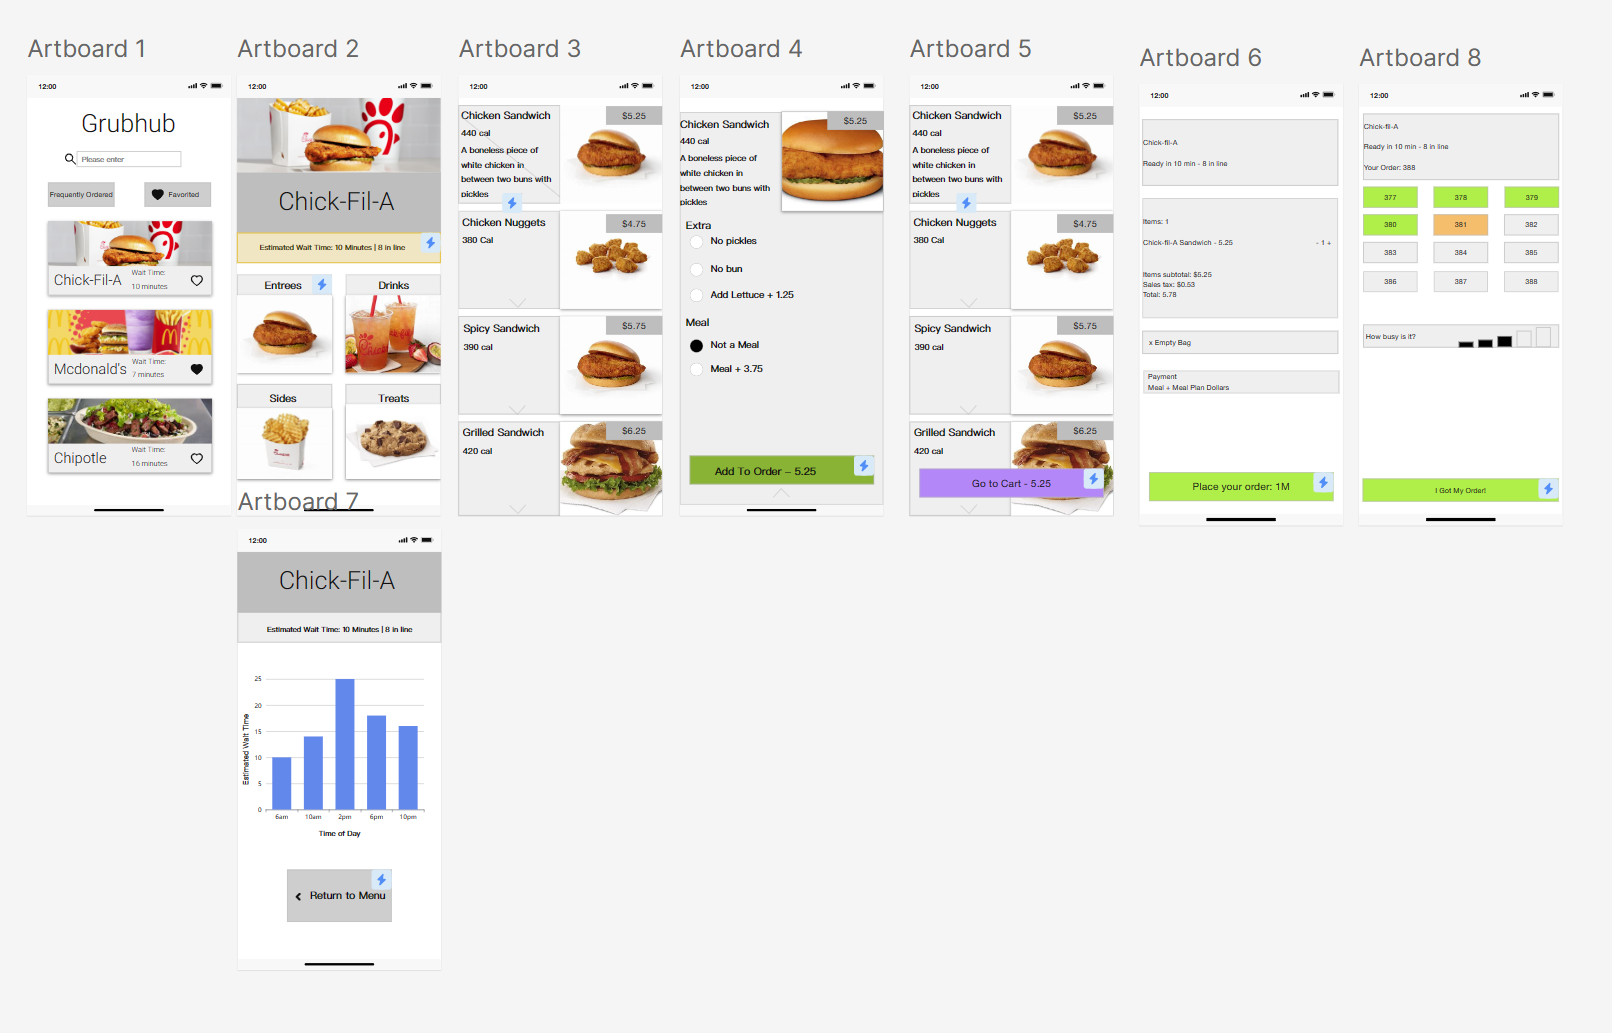 Artboard 1
12:00
Grubhub
Please enter
Frequently Ordered
Favorited
Chick-Fil-A
Wait Time:
10 minutes
Mcdonald's
Wait Time:
7 minutes
Chipotle
Wait Time:
16 minutes
Artboard 2
12:00
Chick-Fil-A
Estimated Wait Time: 10 Minutes | 8 in line
Entrees
Drinks
Sides
Treats
Artboard 3
12:00
Chicken Sandwich
$5.25
440 cal
A boneless piece of
white chicken in
between two buns with
pickles
Chicken Nuggets
$4.75
380 Cal
Spicy Sandwich
$5.75
390 cal
Grilled Sandwich
$6.25
420 cal
Artboard 4
12:00
Chicken Sandwich
$5.25
440 cal
A boneless piece of
white chicken in
between two buns with
pickles
Extra
No pickles
No bun
Add Lettuce + 1.25
Meal
Not a Meal
Meal + 3.75
Add To Order – 5.25
Artboard 5
12:00
Chicken Sandwich
$5.25
440 cal
A boneless piece of
white chicken in
between two buns with
pickles
Chicken Nuggets
$4.75
380 Cal
Spicy Sandwich
$5.75
390 cal
Grilled Sandwich
$6.25
420 cal
Go to Cart - 5.25
Artboard 6
12:00
Chick-fil-A
Ready in 10 min - 8 in line
Items: 1
Chick-fil-A Sandwich - 5.25
- 1 +
Items subtotal: $5.25
Sales tax: $0.53
Total: 5.78
x Empty Bag
Payment
Meal + Meal Plan Dollars
Place your order: 1M
Artboard 8
12:00
Chick-fil-A
Ready in 10 min - 8 in line
Your Order: 388
377 378 379
380 381 382
383 384 385
386 387 388
How busy is it?
I Got My Order!
Artboard 7
12:00
Chick-Fil-A
Estimated Wait Time: 10 Minutes | 8 in line
Estimated Wait Time
25
20
15
10
5
0
6am 10am 2pm 6pm 10pm
Time of Day
Return to Menu